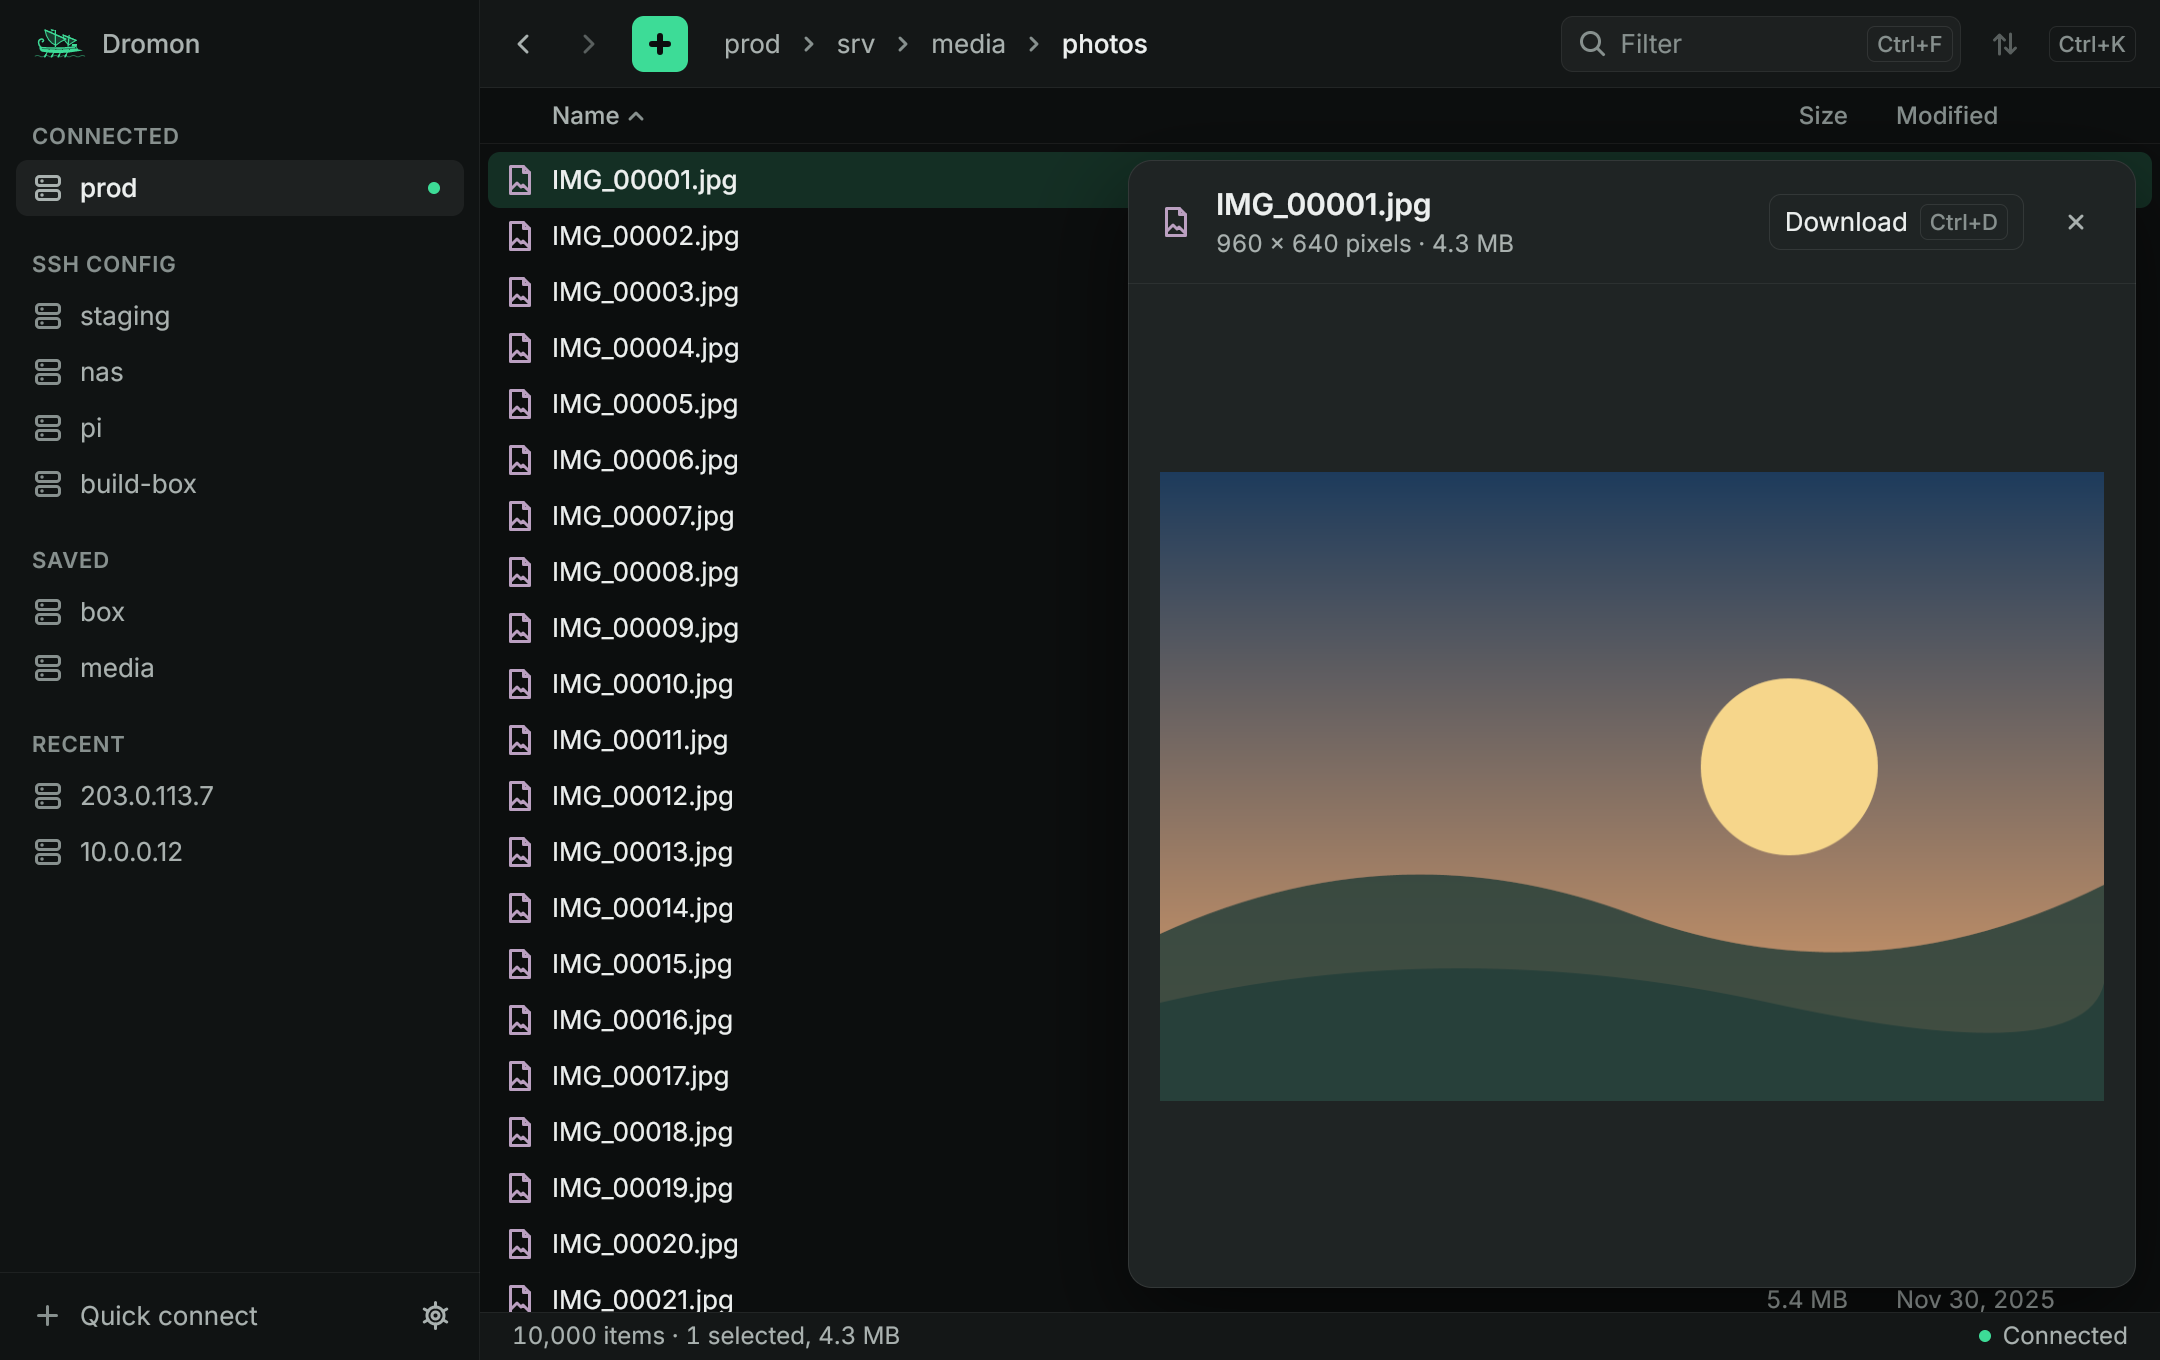 Dromon
prod srv media photos
Filter Ctrl+F Ctrl+K
CONNECTED
prod
SSH CONFIG
staging
nas
pi
build-box
SAVED
box
media
RECENT
203.0.113.7
10.0.0.12
Quick connect
Name Size Modified
IMG_00001.jpg
IMG_00002.jpg
IMG_00003.jpg
IMG_00004.jpg
IMG_00005.jpg
IMG_00006.jpg
IMG_00007.jpg
IMG_00008.jpg
IMG_00009.jpg
IMG_00010.jpg
IMG_00011.jpg
IMG_00012.jpg
IMG_00013.jpg
IMG_00014.jpg
IMG_00015.jpg
IMG_00016.jpg
IMG_00017.jpg
IMG_00018.jpg
IMG_00019.jpg
IMG_00020.jpg
IMG_00021.jpg 5.4 MB Nov 30, 2025
IMG_00001.jpg
960 × 640 pixels · 4.3 MB
Download Ctrl+D
10,000 items · 1 selected, 4.3 MB
Connected